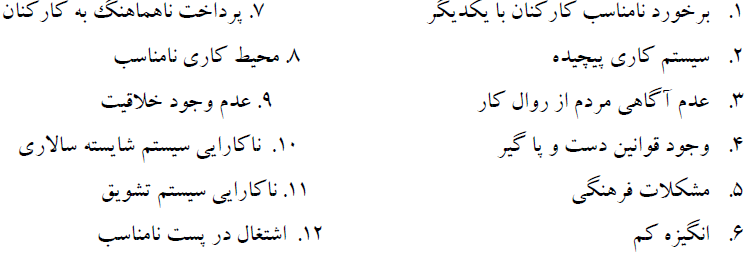 ۱. برخورد نامناسب کارکنان با یکدیگر
۲. سیستم کاری پیچیده
۳. عدم آگاهی مردم از روال کار
۴. وجود قوانین دست و پا گیر
۵. مشکلات فرهنگی
۶. انگیزه کم
۷. پرداخت ناهماهنگ به کارکنان
۸. محیط کاری نامناسب
۹. عدم وجود خلاقیت
۱۰. ناکارایی سیستم شایسته سالاری
۱۱. ناکارایی سیستم تشویق
۱۲. اشتغال در پست نامناسب